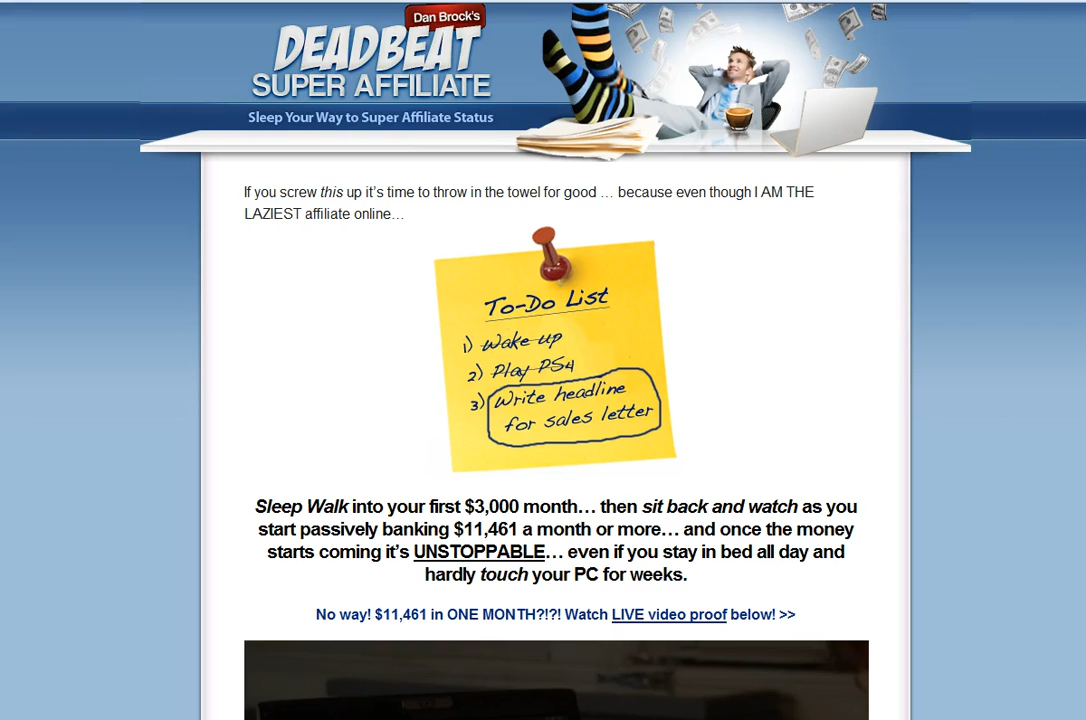 Dan Brock's
DEADBEAT
SUPER AFFILIATE
Sleep Your Way to Super Affiliate Status
If you screw this up it’s time to throw in the towel for good … because even though I AM THE
LAZIEST affiliate online…
To-Do List
1) Wake up
2) Play PS4
3) Write headline
for sales letter
Sleep Walk into your first $3,000 month… then sit back and watch as you
start passively banking $11,461 a month or more… and once the money
starts coming it’s UNSTOPPABLE… even if you stay in bed all day and
hardly touch your PC for weeks.
No way! $11,461 in ONE MONTH?!?! Watch LIVE video proof below! >>